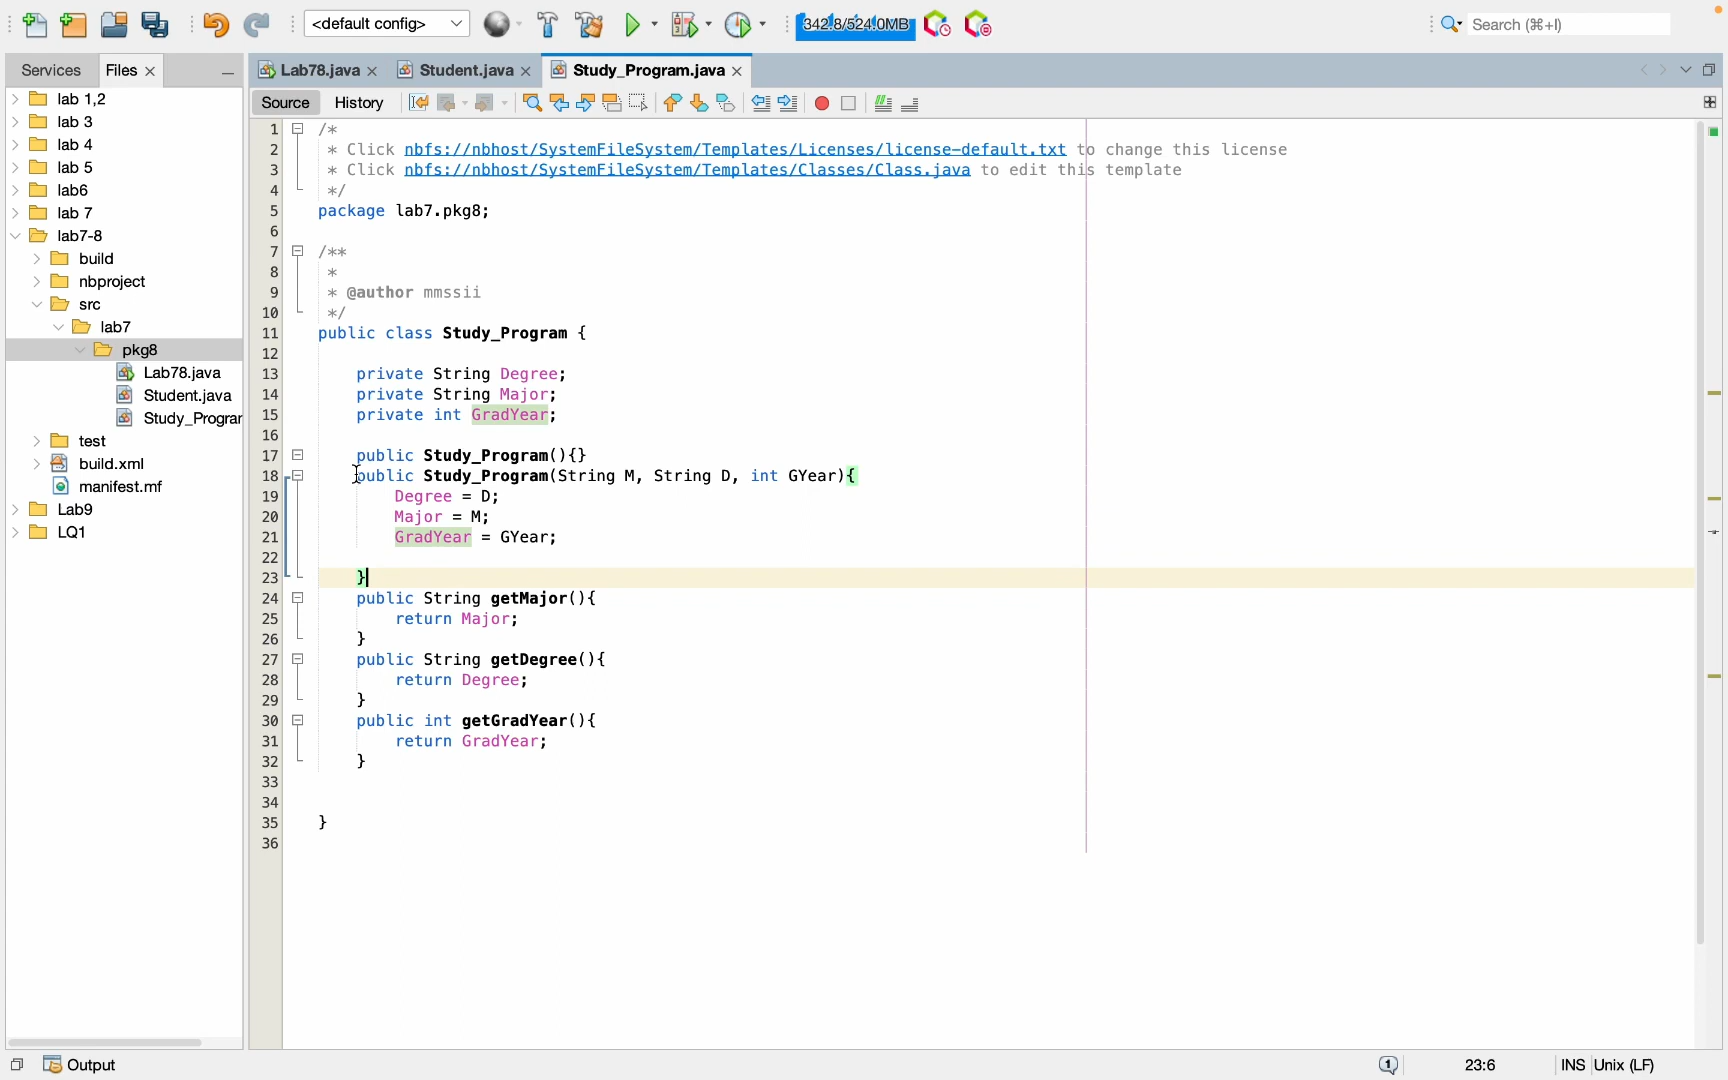 <default config>
342.8/524.0MB
Search (⌘+I)
Services
Files
Lab78.java
Student.java
Study_Program.java
Source
History
lab 1,2
lab 3
lab 4
lab 5
lab6
lab 7
lab7-8
build
nbproject
src
lab7
pkg8
Lab78.java
Student.java
Study_Prograr
test
build.xml
manifest.mf
Lab9
LQ1
1 /*
2 * Click nbfs://nbhost/SystemFileSystem/Templates/Licenses/license-default.txt to change this license
3 * Click nbfs://nbhost/SystemFileSystem/Templates/Classes/Class.java to edit this template
4 */
5 package lab7.pkg8;
6
7 /**
8 *
9 * @author mmssii
10 */
11 public class Study_Program {
12
13 private String Degree;
14 private String Major;
15 private int GradYear;
16
17 public Study_Program(){}
18 public Study_Program(String M, String D, int GYear){
19 Degree = D;
20 Major = M;
21 GradYear = GYear;
22
23 }
24 public String getMajor(){
25 return Major;
26 }
27 public String getDegree(){
28 return Degree;
29 }
30 public int getGradYear(){
31 return GradYear;
32 }
33
34
35 }
36
Output
1
23:6
INS
Unix (LF)